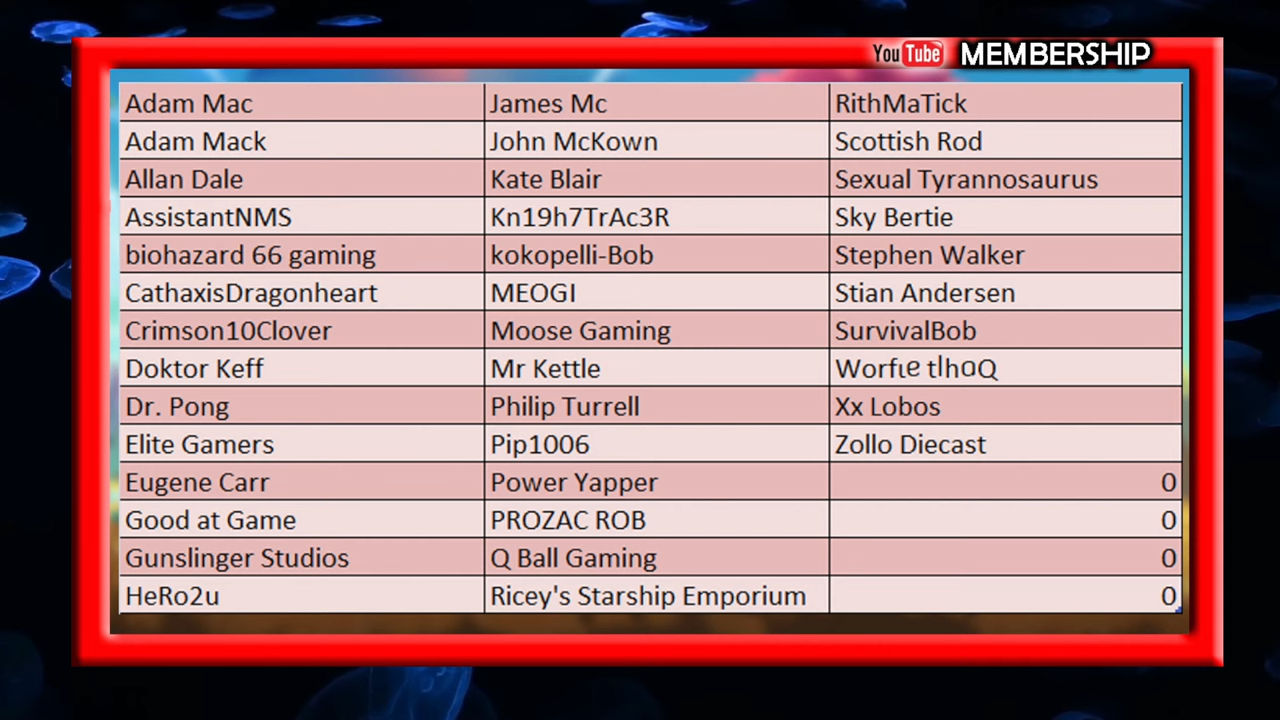 YouTube MEMBERSHIP
Adam Mac James Mc RithMaTick
Adam Mack John McKown Scottish Rod
Allan Dale Kate Blair Sexual Tyrannosaurus
AssistantNMS Kn19h7TrAc3R Sky Bertie
biohazard 66 gaming kokopelli-Bob Stephen Walker
CathaxisDragonheart MEOGI Stian Andersen
Crimson10Clover Moose Gaming SurvivalBob
Doktor Keff Mr Kettle Worfιҽ tlhօQ
Dr. Pong Philip Turrell Xx Lobos
Elite Gamers Pip1006 Zollo Diecast
Eugene Carr Power Yapper 0
Good at Game PROZAC ROB 0
Gunslinger Studios Q Ball Gaming 0
HeRo2u Ricey's Starship Emporium 0